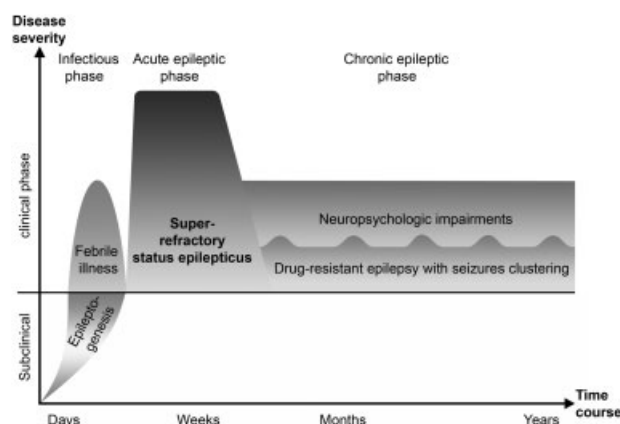 Disease
severity
Infectious
phase
Acute epileptic
phase
Chronic epileptic
phase
clinical phase
Subclinical
Febrile
illness
Epilepto-
genesis
Super-
refractory
status epilepticus
Neuropsychologic impairments
Drug-resistant epilepsy with seizures clustering
Time
course
Days
Weeks
Months
Years